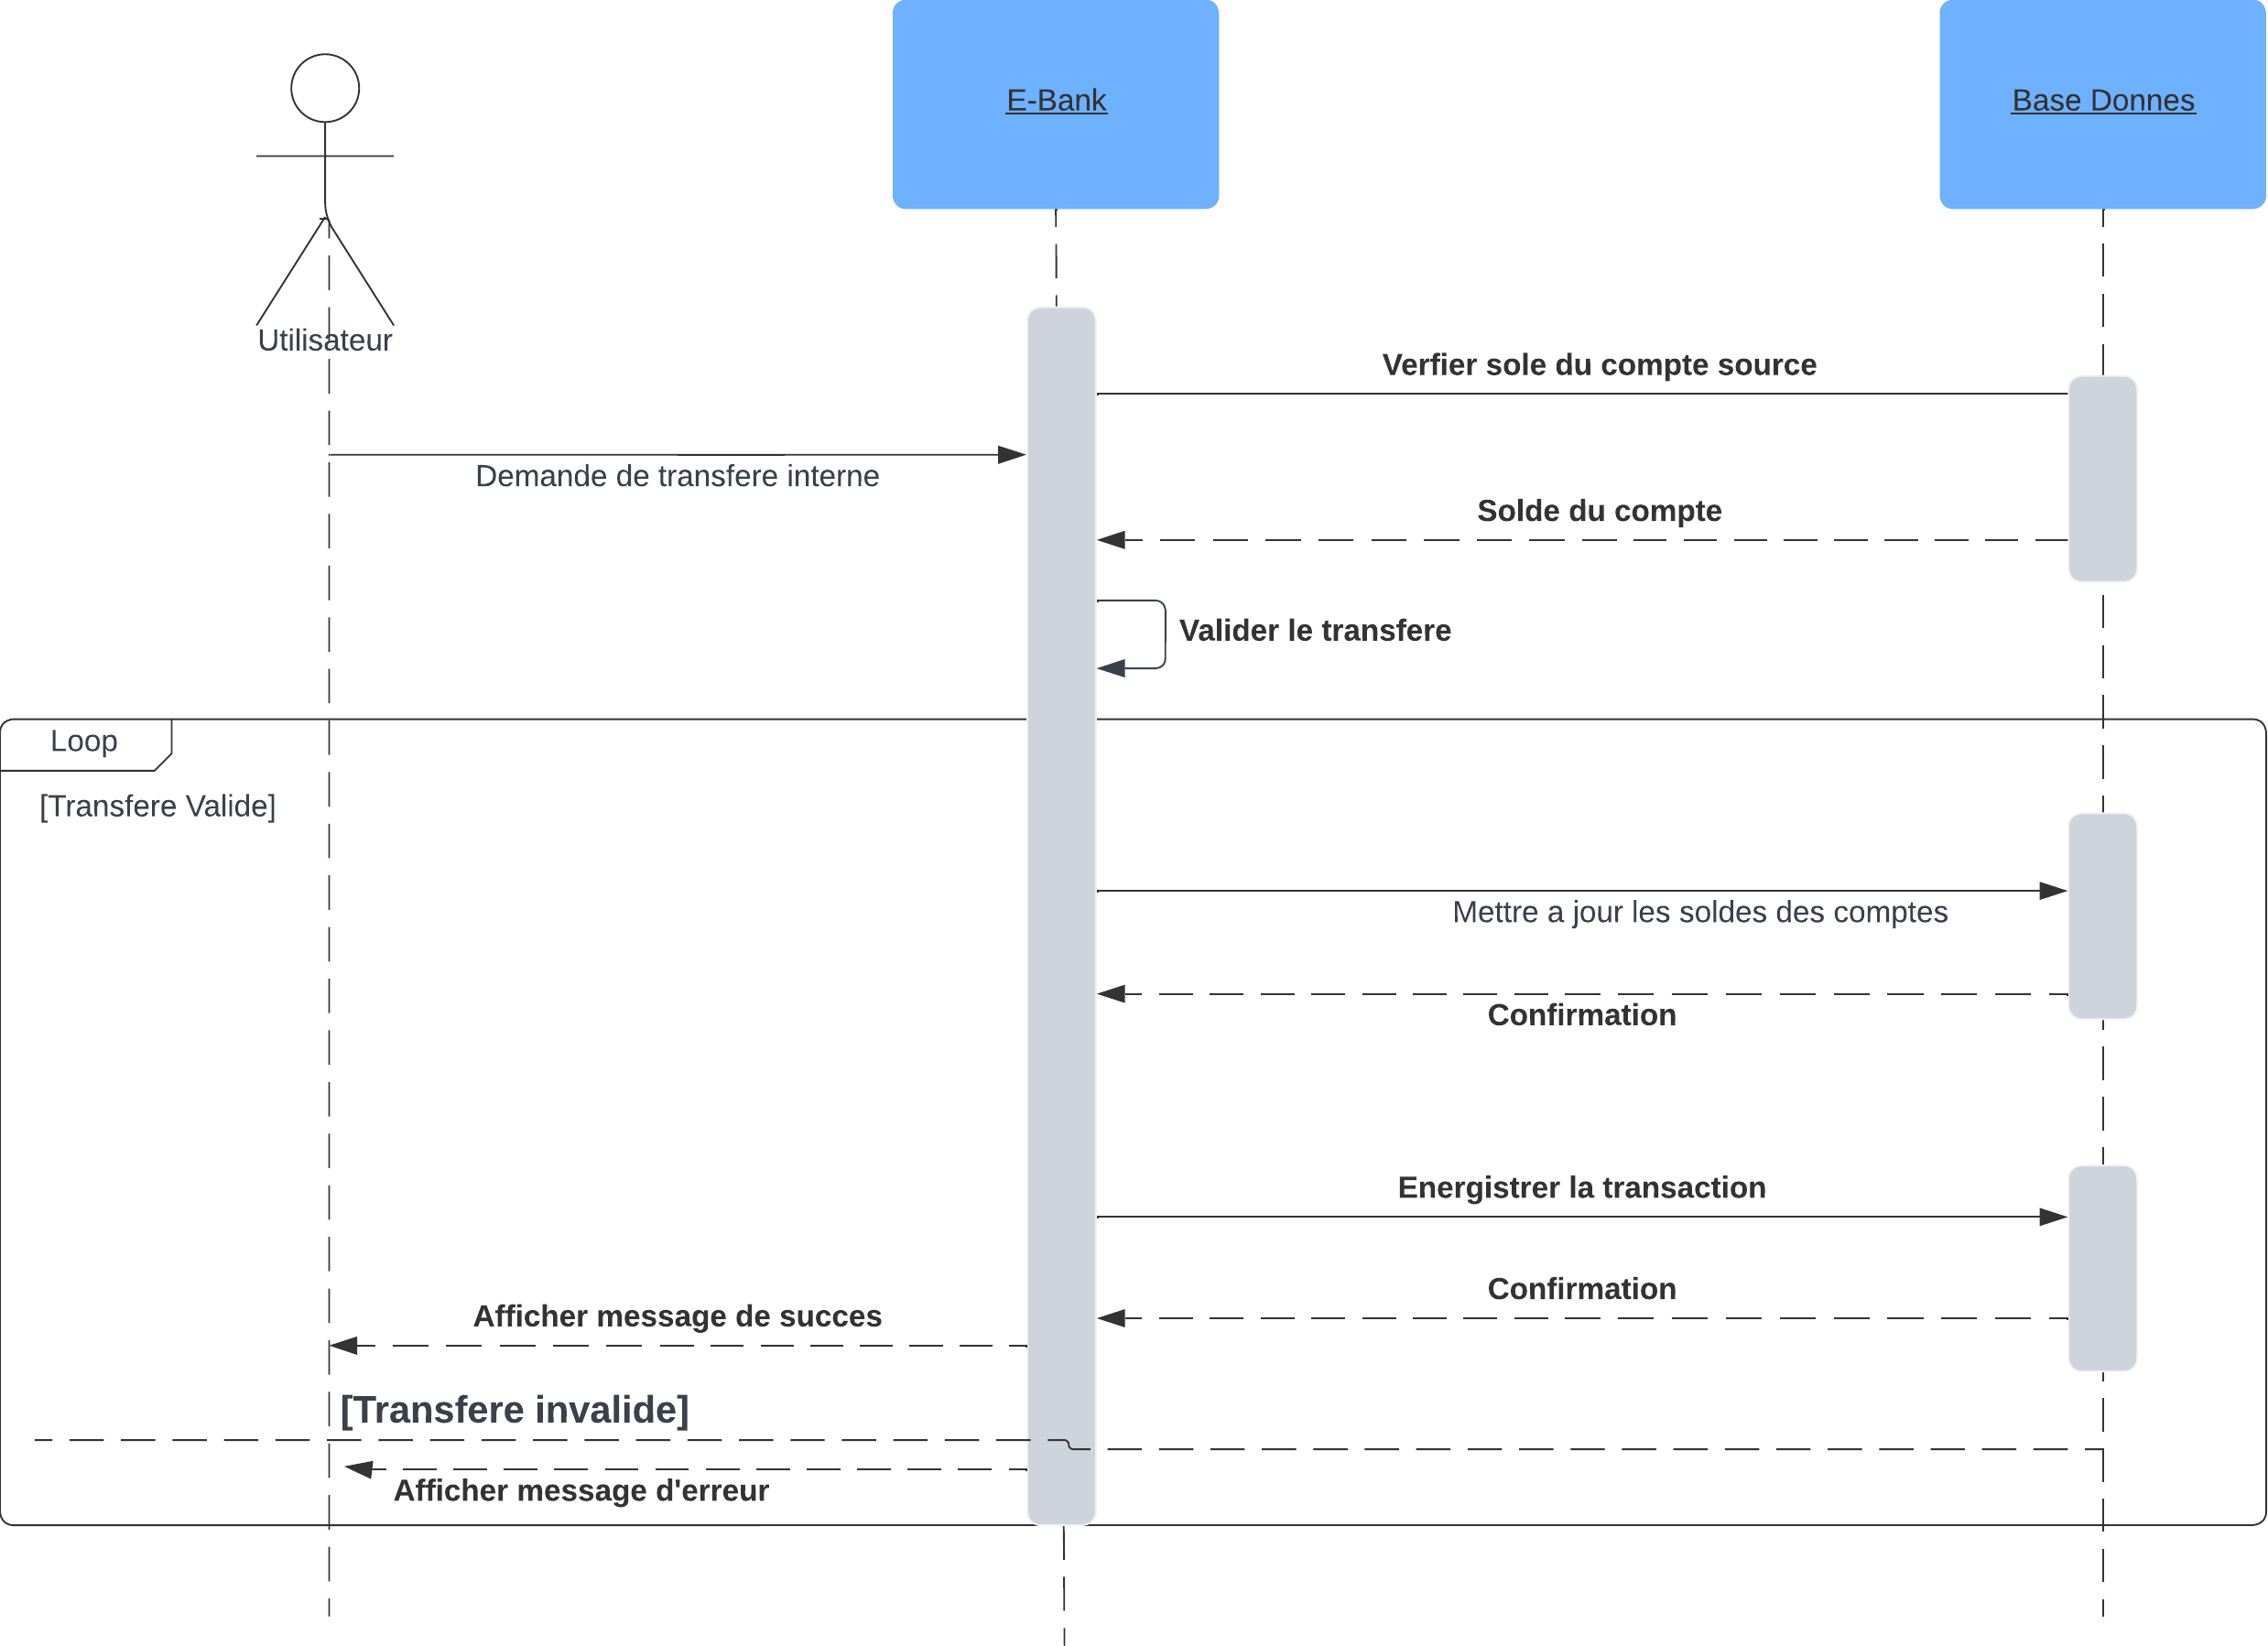 E-Bank
Base Donnes
Utilisateur
Verfier sole du compte source
Demande de transfere interne
Solde du compte
Valider le transfere
Loop
[Transfere Valide]
Mettre a jour les soldes des comptes
Confirmation
Energistrer la transaction
Confirmation
Afficher message de succes
[Transfere invalide]
Afficher message d'erreur